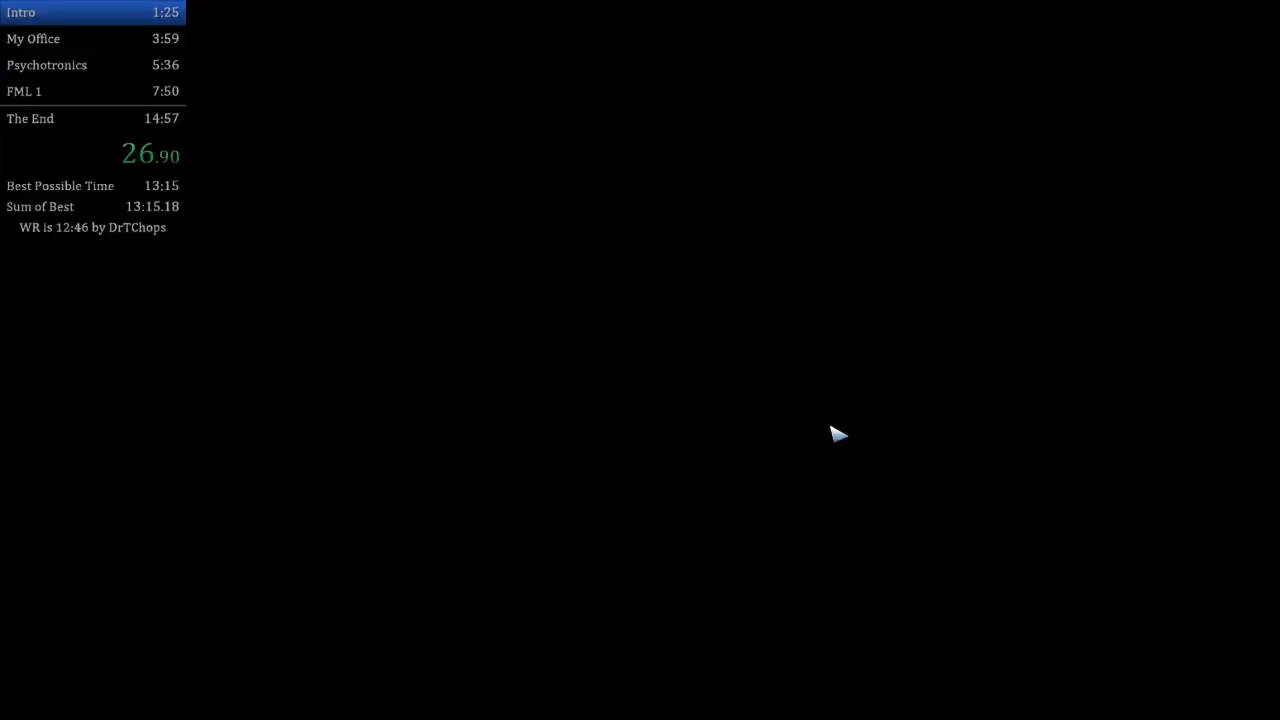 Intro 1:25
My Office 3:59
Psychotronics 5:36
FML 1 7:50
The End 14:57
26.90
Best Possible Time 13:15
Sum of Best 13:15.18
WR is 12:46 by DrTChops